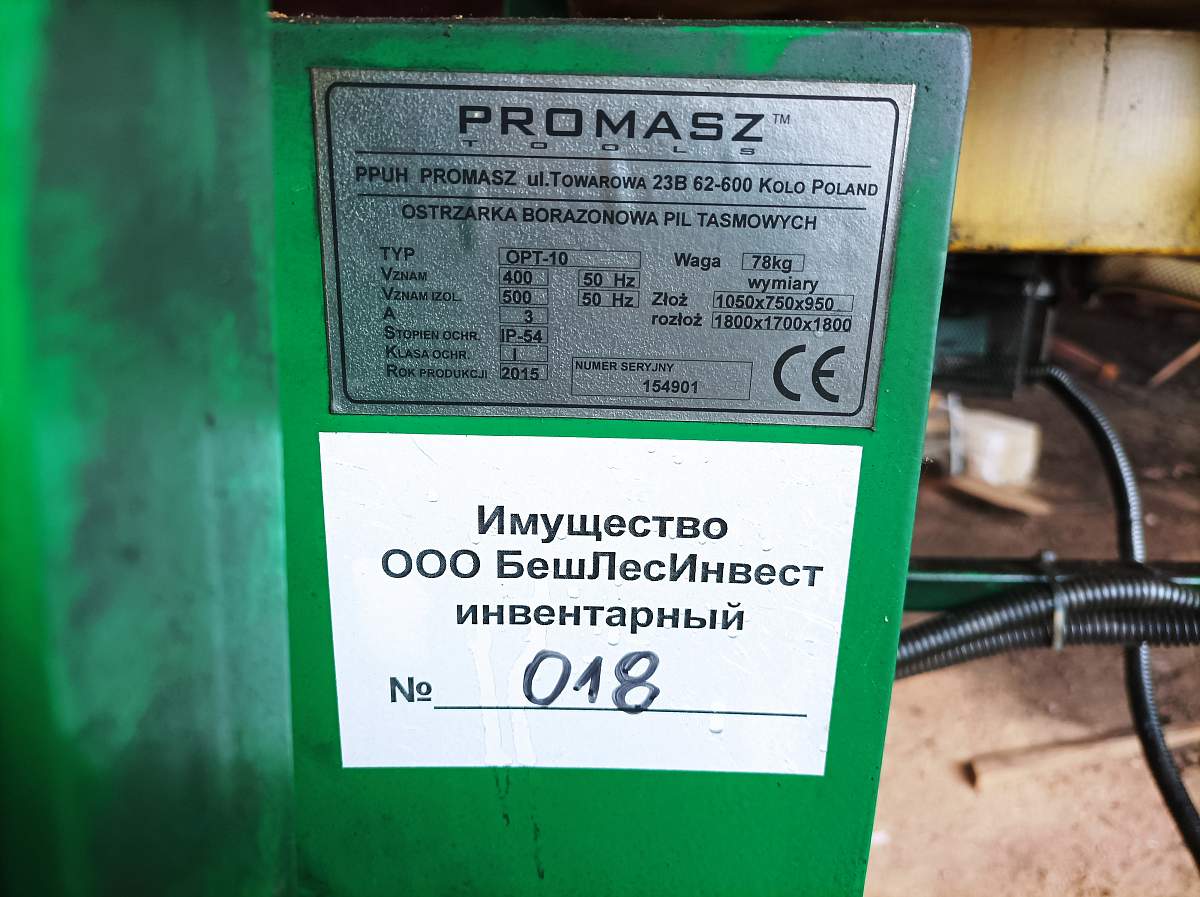 PROMASZ™
TOOLS
PPUH PROMASZ ul.TOWAROWA 23B 62-600 KOLO POLAND
OSTRZARKA BORAZONOWA PIL TASMOWYCH
TYP OPT-10 Waga 78kg
VZNAM 400 50 Hz wymiary
VZNAM IZOL. 500 50 Hz Złoż 1050x750x950
A 3 rozłoż 1800x1700x1800
STOPIEN OCHR. IP-54
KLASA OCHR. I
ROK PRODUKCJI 2015
NUMER SERYJNY
154901
CE
Имущество
ООО БешЛесИнвест
инвентарный
№ 018